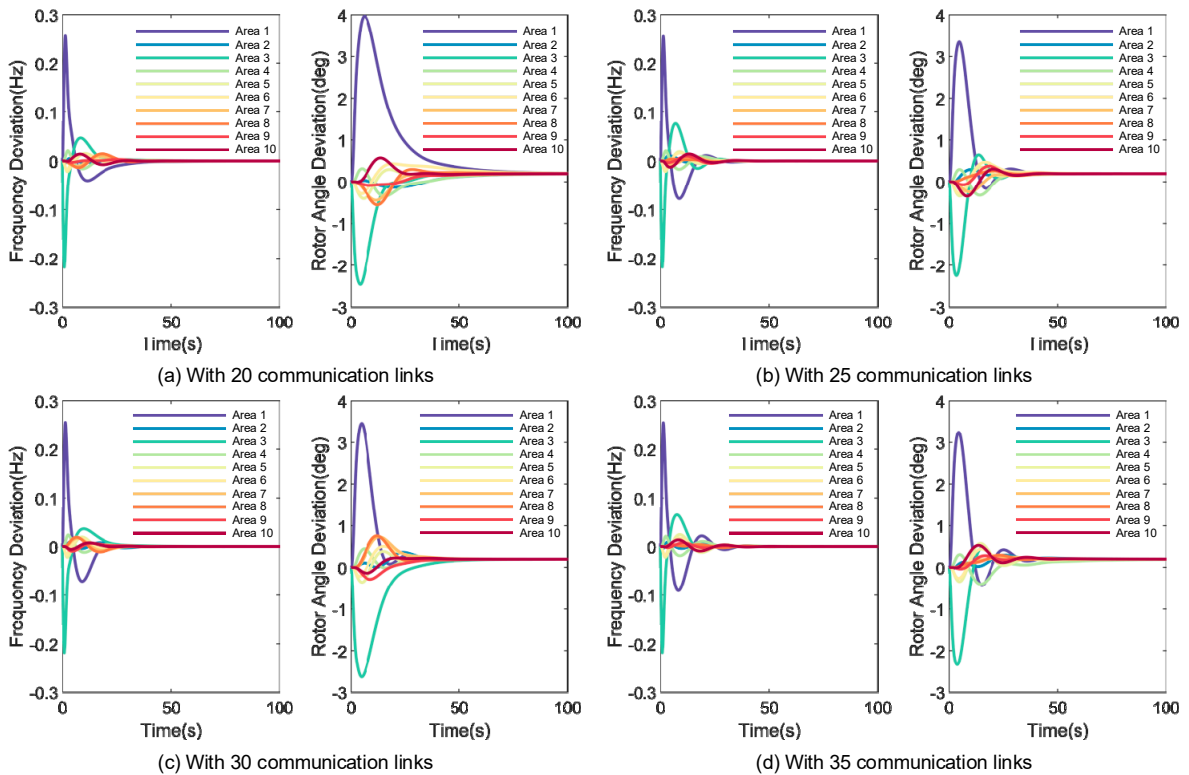 0.3
0.2
0.1
0
-0.1
-0.2
-0.3
Frequoncy Doviation(Hz)
0 50 100
Time(s)
Area 1
Area 2
Area 3
Area 4
Area 5
Area 6
Area 7
Area 8
Area 9
Area 10
4
3
2
1
0
-1
-2
-3
Rotor Angle Deviation(deg)
0 50 100
Time(s)
Area 1
Area 2
Area 3
Area 4
Area 5
Area 6
Area 7
Area 8
Area 9
Area 10
(a) With 20 communication links
0.3
0.2
0.1
0
-0.1
-0.2
-0.3
Frequency Deviation(Hz)
0 50 100
Time(s)
Area 1
Area 2
Area 3
Area 4
Area 5
Area 6
Area 7
Area 8
Area 9
Area 10
4
3
2
1
0
-1
-2
-3
Rotor Angle Deviation(deg)
0 50 100
Time(s)
Area 1
Area 2
Area 3
Area 4
Area 5
Area 6
Area 7
Area 8
Area 9
Area 10
(b) With 25 communication links
0.3
0.2
0.1
0
-0.1
-0.2
-0.3
Frequoncy Doviation(Hz)
0 50 100
Time(s)
Area 1
Area 2
Area 3
Area 4
Area 5
Area 6
Area 7
Area 8
Area 9
Area 10
4
3
2
1
0
-1
-2
-3
Rotor Angle Deviation(deg)
0 50 100
Time(s)
Area 1
Area 2
Area 3
Area 4
Area 5
Area 6
Area 7
Area 8
Area 9
Area 10
(c) With 30 communication links
0.3
0.2
0.1
0
-0.1
-0.2
-0.3
Frequency Deviation(Hz)
0 50 100
Time(s)
Area 1
Area 2
Area 3
Area 4
Area 5
Area 6
Area 7
Area 8
Area 9
Area 10
4
3
2
1
0
-1
-2
-3
Rotor Angle Deviation(deg)
0 50 100
Time(s)
Area 1
Area 2
Area 3
Area 4
Area 5
Area 6
Area 7
Area 8
Area 9
Area 10
(d) With 35 communication links